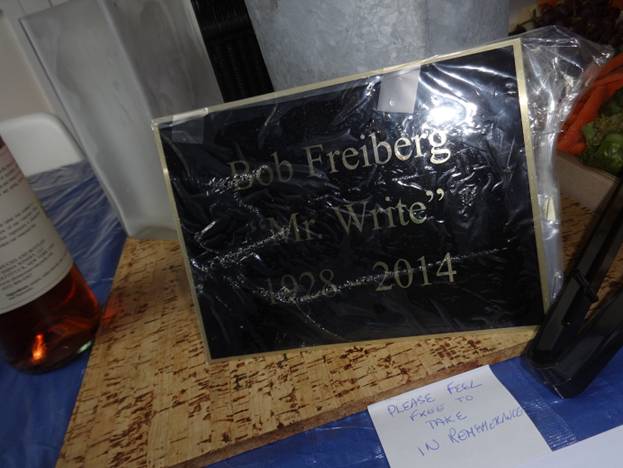 Bob Freiberg
"Mr. Write"
1928 - 2014
PLEASE FEEL
FREE TO
TAKE
IN REMEMBRANCE